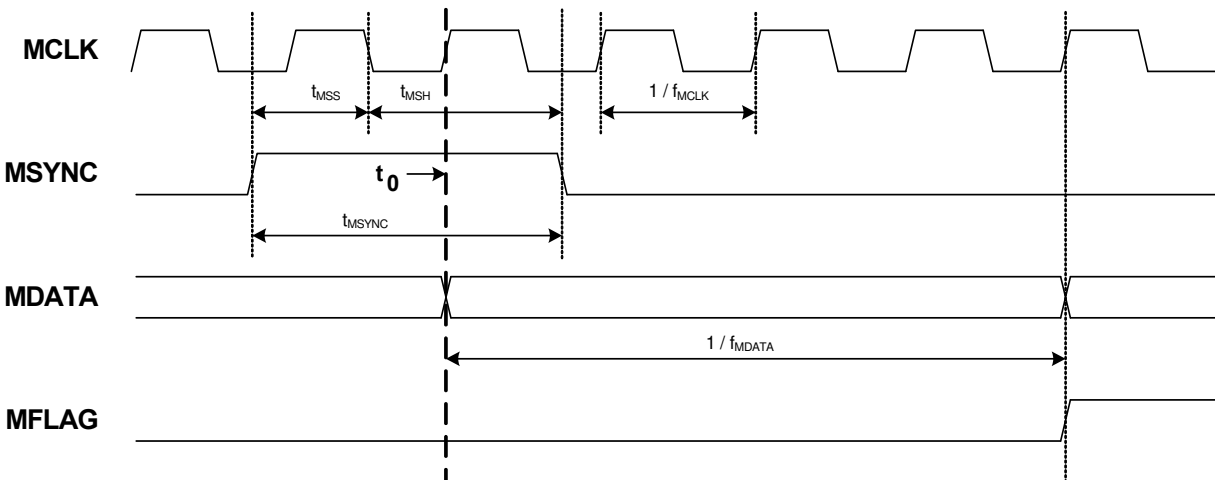 MCLK
tMSS
tMSH
1 / fMCLK
MSYNC
t0
tMSYNC
MDATA
1 / fMDATA
MFLAG